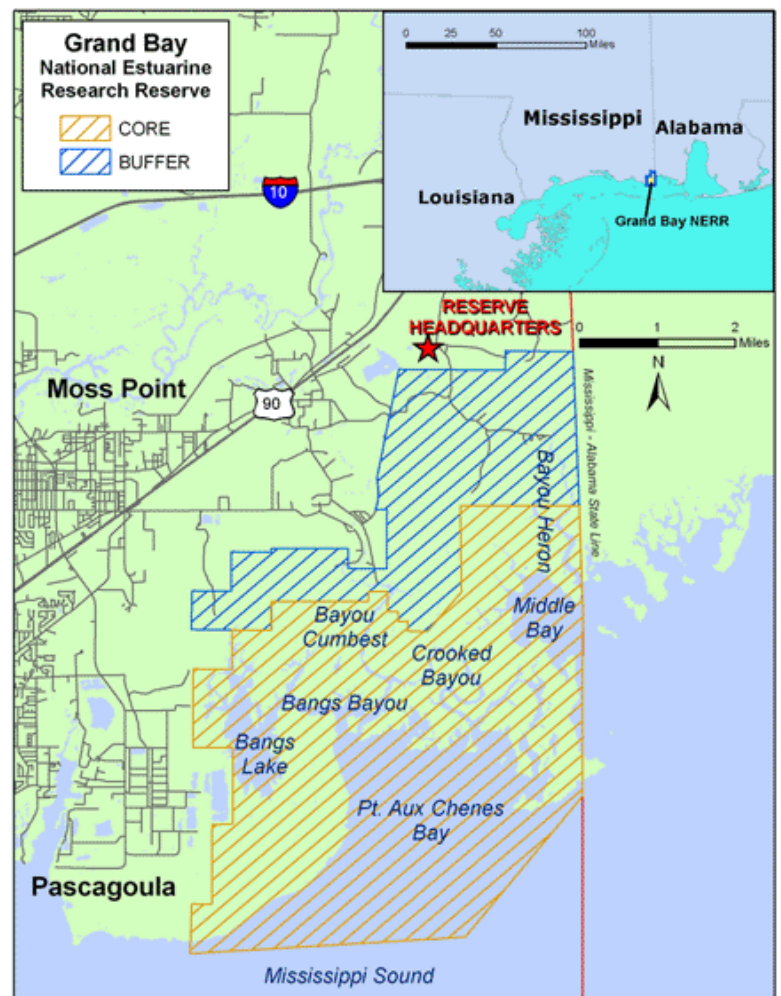 Grand Bay
National Estuarine
Research Reserve
CORE
BUFFER
0 25 50 100
Miles
Mississippi
Alabama
Louisiana
Grand Bay NERR
10
RESERVE
HEADQUARTERS
0 1 2
Miles
N
Moss Point
90
Mississippi - Alabama State Line
Bayou Heron
Middle
Bay
Bayou
Cumbest
Crooked
Bayou
Bangs Bayou
Bangs
Lake
Pt. Aux Chenes
Bay
Pascagoula
Mississippi Sound